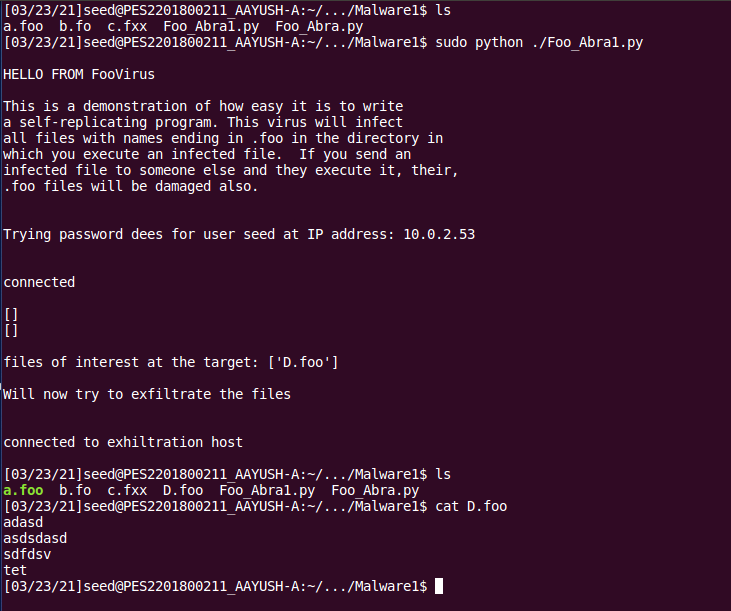 [03/23/21]seed@PES2201800211_AAYUSH-A:~/.../Malware1$ ls
a.foo  b.fo  c.fxx  Foo_Abra1.py  Foo_Abra.py
[03/23/21]seed@PES2201800211_AAYUSH-A:~/.../Malware1$ sudo python ./Foo_Abra1.py
HELLO FROM FooVirus
This is a demonstration of how easy it is to write
a self-replicating program. This virus will infect
all files with names ending in .foo in the directory in
which you execute an infected file.  If you send an
infected file to someone else and they execute it, their,
.foo files will be damaged also.
Trying password dees for user seed at IP address: 10.0.2.53
connected
[]
[]
files of interest at the target: ['D.foo']
Will now try to exfiltrate the files
connected to exhiltration host
[03/23/21]seed@PES2201800211_AAYUSH-A:~/.../Malware1$ ls
a.foo  b.fo  c.fxx  D.foo  Foo_Abra1.py  Foo_Abra.py
[03/23/21]seed@PES2201800211_AAYUSH-A:~/.../Malware1$ cat D.foo
adasd
asdsdasd
sdfdsv
tet
[03/23/21]seed@PES2201800211_AAYUSH-A:~/.../Malware1$